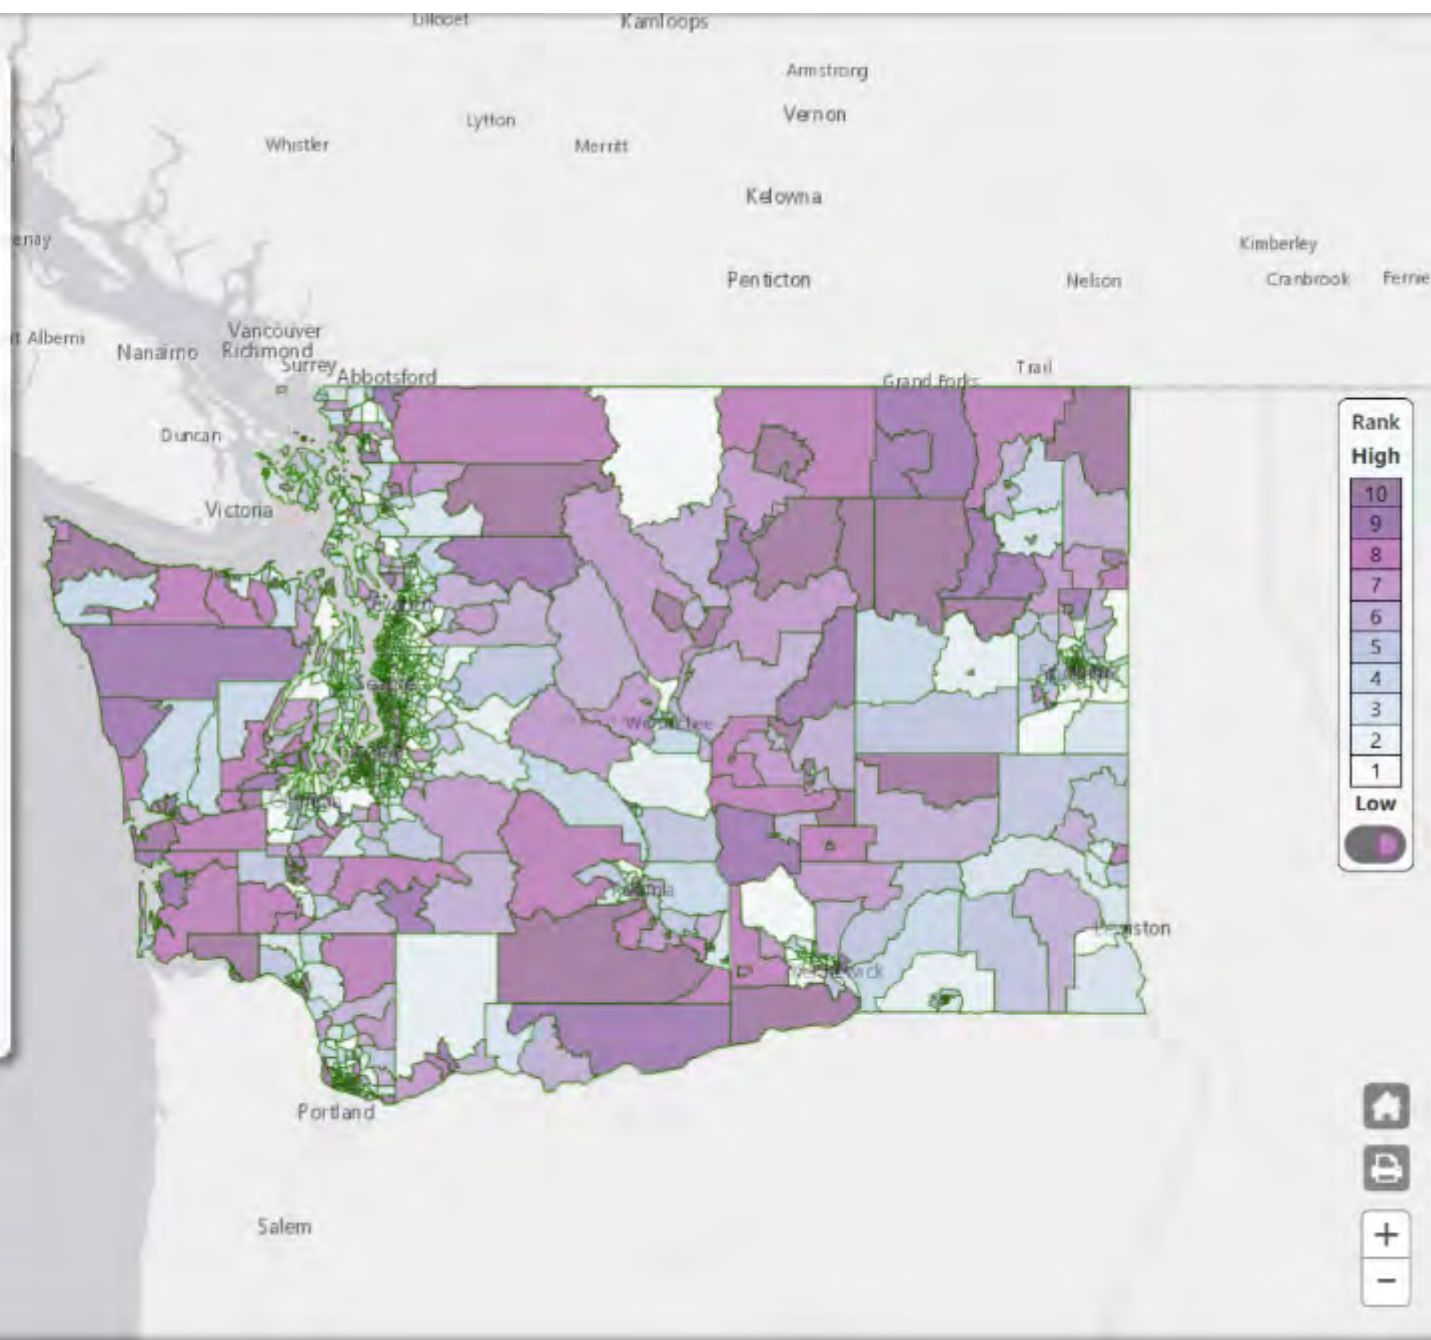 Kamloops
Armstrong
Vernon
Lytton
Whistler
Merritt
Kelowna
enay
Kimberley
Penticton
Nelson
Cranbrook
Fernie
Vancouver
t Alberni
Nanaimo
Richmond
Surrey
Trail
Abbotsford
Grand Forks
Duncan
Victoria
Portland
Salem
Rank
High
10
9
8
7
6
5
4
3
2
1
Low
+
−